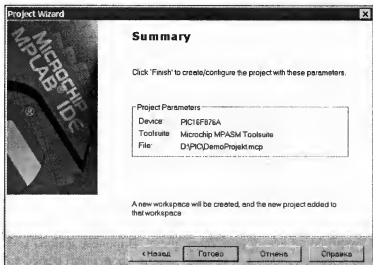 Project Wizard
MICROCHIP
MPLAB IDE
Summary
Click 'Finish' to create/configure the project with these parameters.
Project Parameters
Device: PIC16F876A
Toolsuite: Microchip MPASM Toolsuite
File: D:\PIC\DemoProjekt.mcp
A new workspace will be created, and the new project added to
that workspace
< Назад Готово Отмена Справка